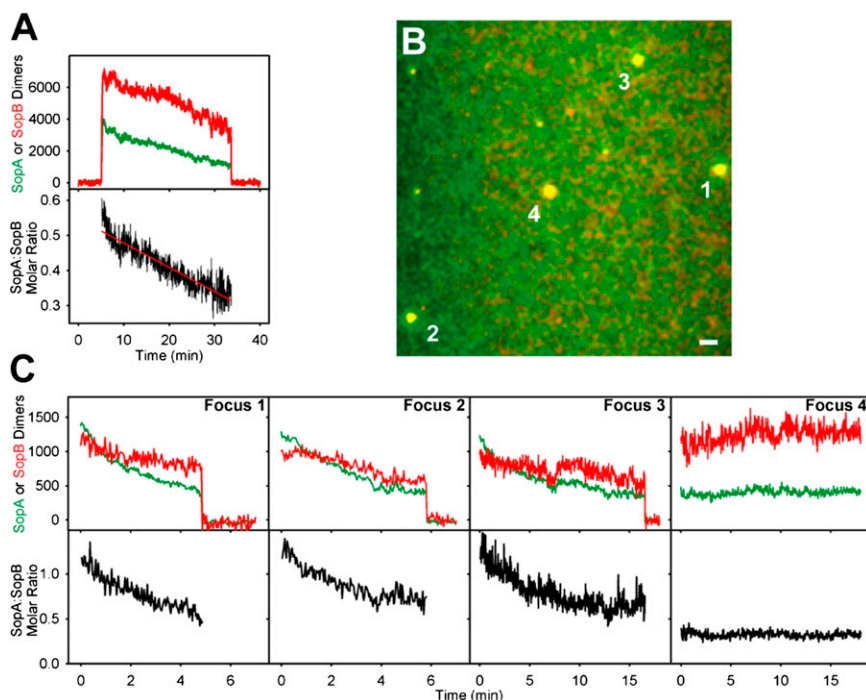 A
SopA or SopB Dimers
6000
4000
2000
0
SopA:SopB
Molar Ratio
0.6
0.5
0.4
0.3
0 10 20 30 40
Time (min)
B
1
2
3
4
C
Focus 1
Focus 2
Focus 3
Focus 4
SopA or SopB Dimers
1500
1000
500
0
SopA:SopB
Molar Ratio
1.0
0.5
0.0
0 2 4 6
0 2 4 6
0 5 10 15
0 5 10 15
Time (min)